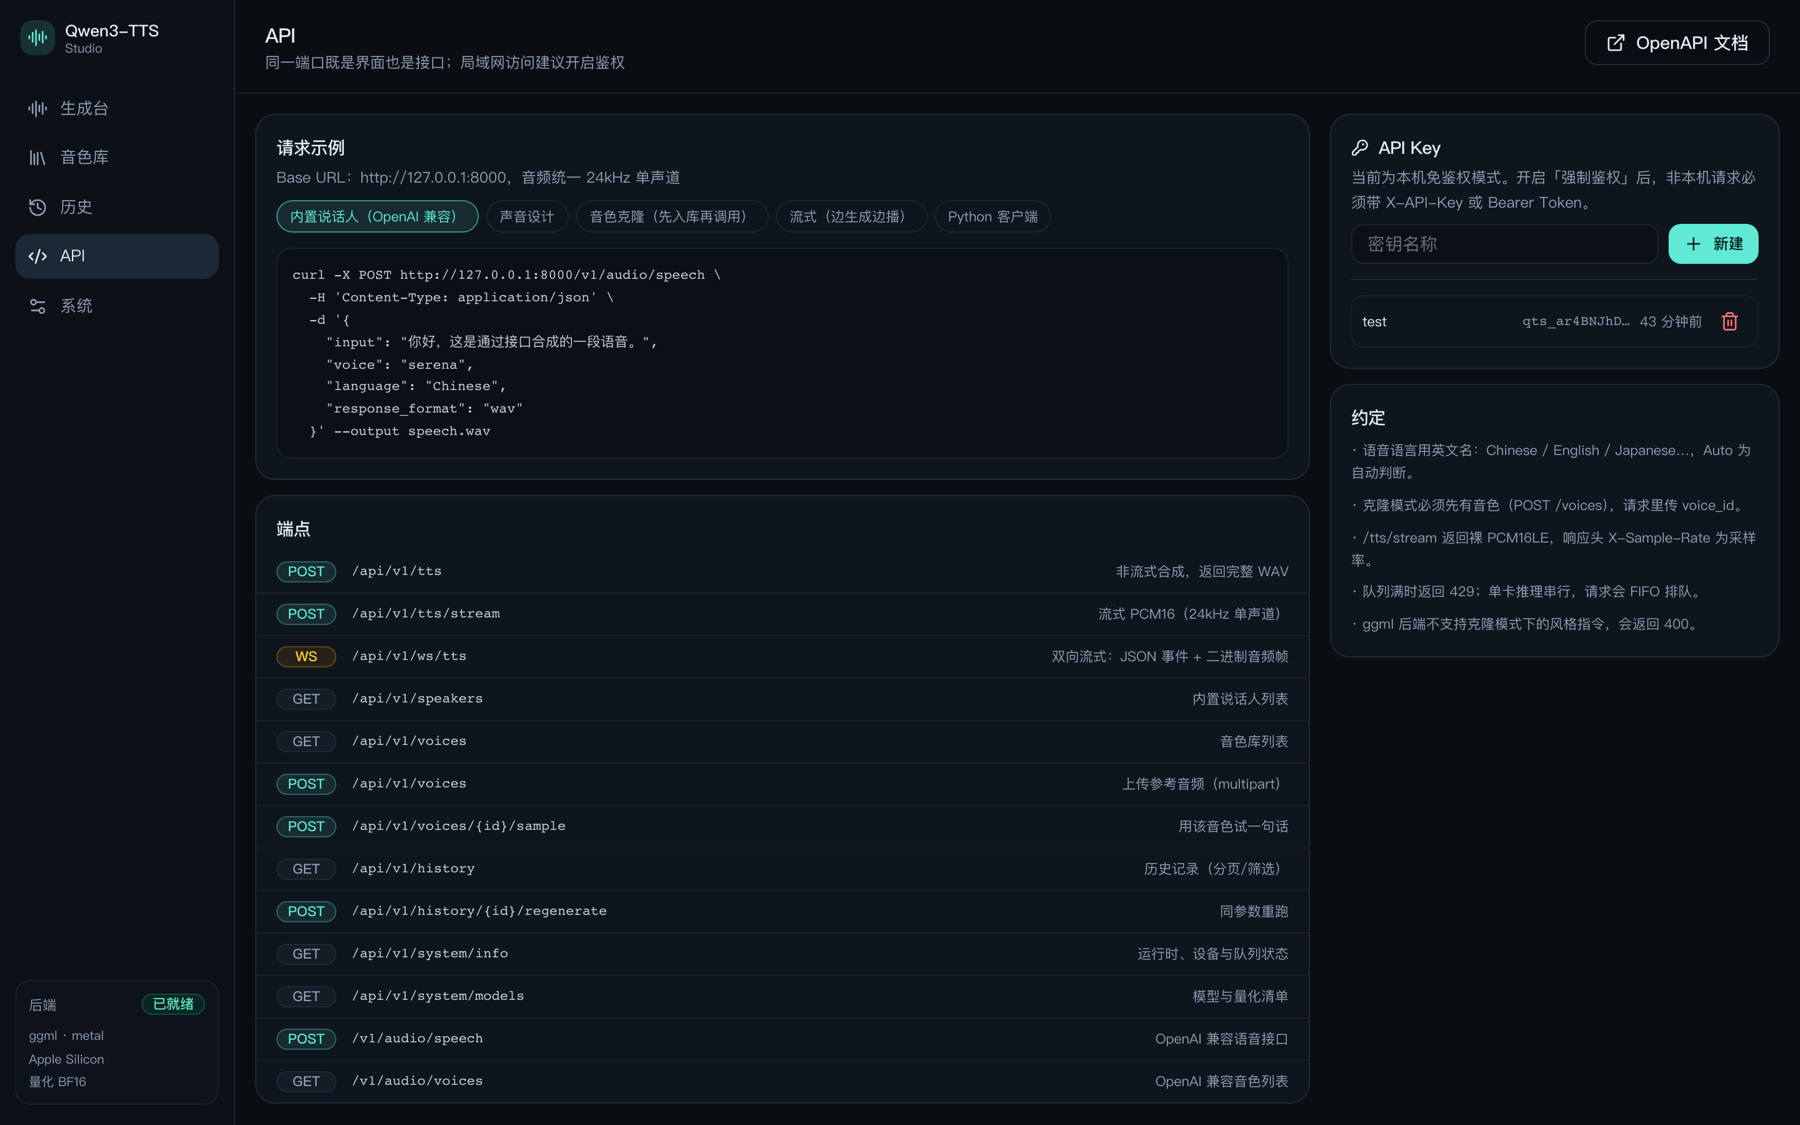 Qwen3-TTS
Studio
生成台
音色库
历史
API
系统
后端
已就绪
ggml · metal
Apple Silicon
量化 BF16
API
同一端口既是界面也是接口；局域网访问建议开启鉴权
OpenAPI 文档
请求示例
Base URL：http://127.0.0.1:8000，音频统一 24kHz 单声道
内置说话人（OpenAI 兼容）
声音设计
音色克隆（先入库再调用）
流式（边生成边播）
Python 客户端
curl -X POST http://127.0.0.1:8000/v1/audio/speech \
-H 'Content-Type: application/json' \
-d '{
"input": "你好，这是通过接口合成的一段语音。",
"voice": "serena",
"language": "Chinese",
"response_format": "wav"
}' --output speech.wav
端点
POST /api/v1/tts 非流式合成，返回完整 WAV
POST /api/v1/tts/stream 流式 PCM16（24kHz 单声道）
WS /api/v1/ws/tts 双向流式：JSON 事件 + 二进制音频帧
GET /api/v1/speakers 内置说话人列表
GET /api/v1/voices 音色库列表
POST /api/v1/voices 上传参考音频（multipart）
POST /api/v1/voices/{id}/sample 用该音色试一句话
GET /api/v1/history 历史记录（分页/筛选）
POST /api/v1/history/{id}/regenerate 同参数重跑
GET /api/v1/system/info 运行时、设备与队列状态
GET /api/v1/system/models 模型与量化清单
POST /v1/audio/speech OpenAI 兼容语音接口
GET /v1/audio/voices OpenAI 兼容音色列表
API Key
当前为本机免鉴权模式。开启「强制鉴权」后，非本机请求必
须带 X-API-Key 或 Bearer Token。
密钥名称
新建
test qts_ar4BNJhD… 43 分钟前
约定
· 语音语言用英文名：Chinese / English / Japanese…，Auto 为
自动判断。
· 克隆模式必须先有音色（POST /voices），请求里传 voice_id。
· /tts/stream 返回裸 PCM16LE，响应头 X-Sample-Rate 为采样
率。
· 队列满时返回 429；单卡推理串行，请求会 FIFO 排队。
· ggml 后端不支持克隆模式下的风格指令，会返回 400。